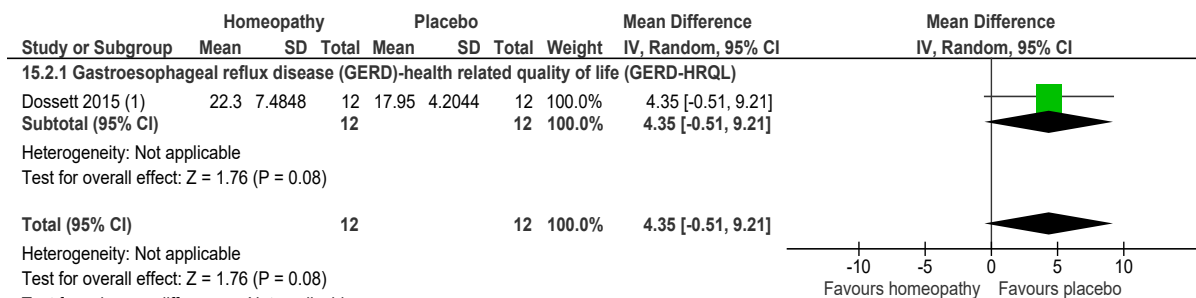 Homeopathy Placebo Mean Difference Mean Difference
Study or Subgroup Mean SD Total Mean SD Total Weight IV, Random, 95% CI IV, Random, 95% CI
15.2.1 Gastroesophageal reflux disease (GERD)-health related quality of life (GERD-HRQL)
Dossett 2015 (1) 22.3 7.4848 12 17.95 4.2044 12 100.0% 4.35 [-0.51, 9.21]
Subtotal (95% CI) 12 12 100.0% 4.35 [-0.51, 9.21]
Heterogeneity: Not applicable
Test for overall effect: Z = 1.76 (P = 0.08)
Total (95% CI) 12 12 100.0% 4.35 [-0.51, 9.21]
Heterogeneity: Not applicable
Test for overall effect: Z = 1.76 (P = 0.08)
-10 -5 0 5 10
Favours homeopathy Favours placebo